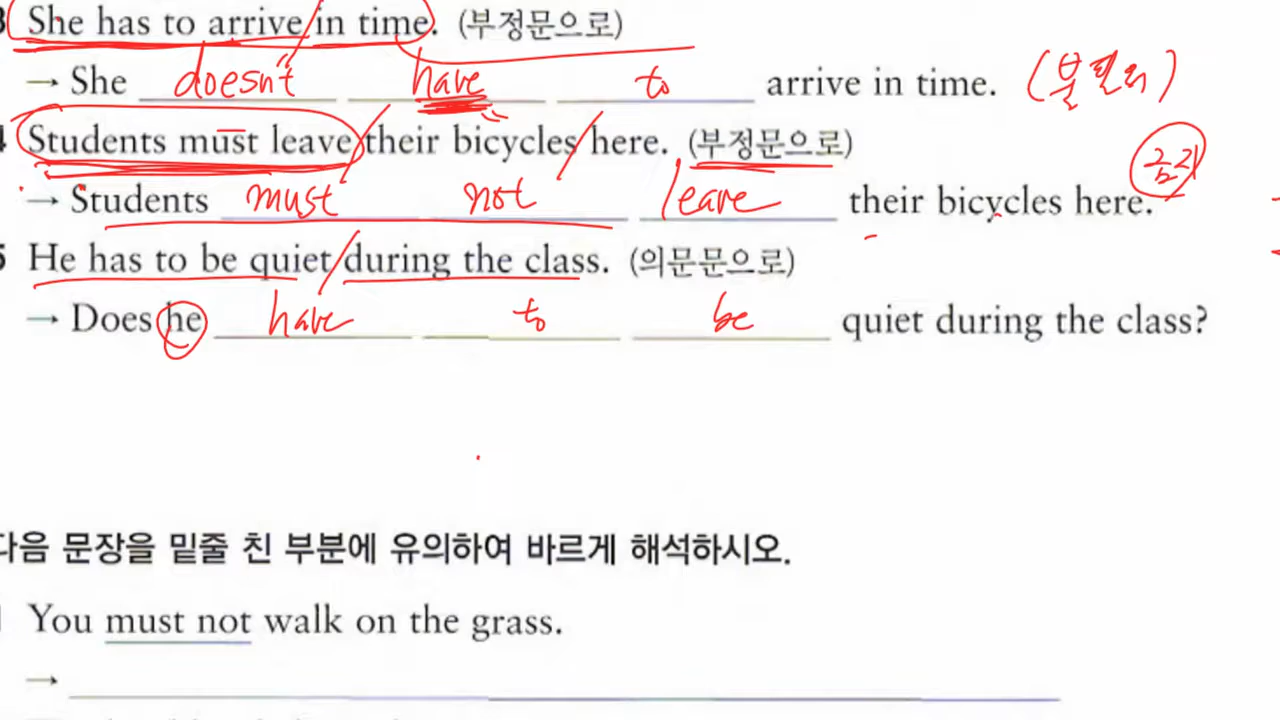 3 She has to arrive in time. (부정문으로)
→ She doesn't have to arrive in time. (불필요)
4 Students must leave their bicycles here. (부정문으로)
→ Students must not leave their bicycles here. 금지
5 He has to be quiet during the class. (의문문으로)
→ Does he have to be quiet during the class?
다음 문장을 밑줄 친 부분에 유의하여 바르게 해석하시오.
You must not walk on the grass.
→